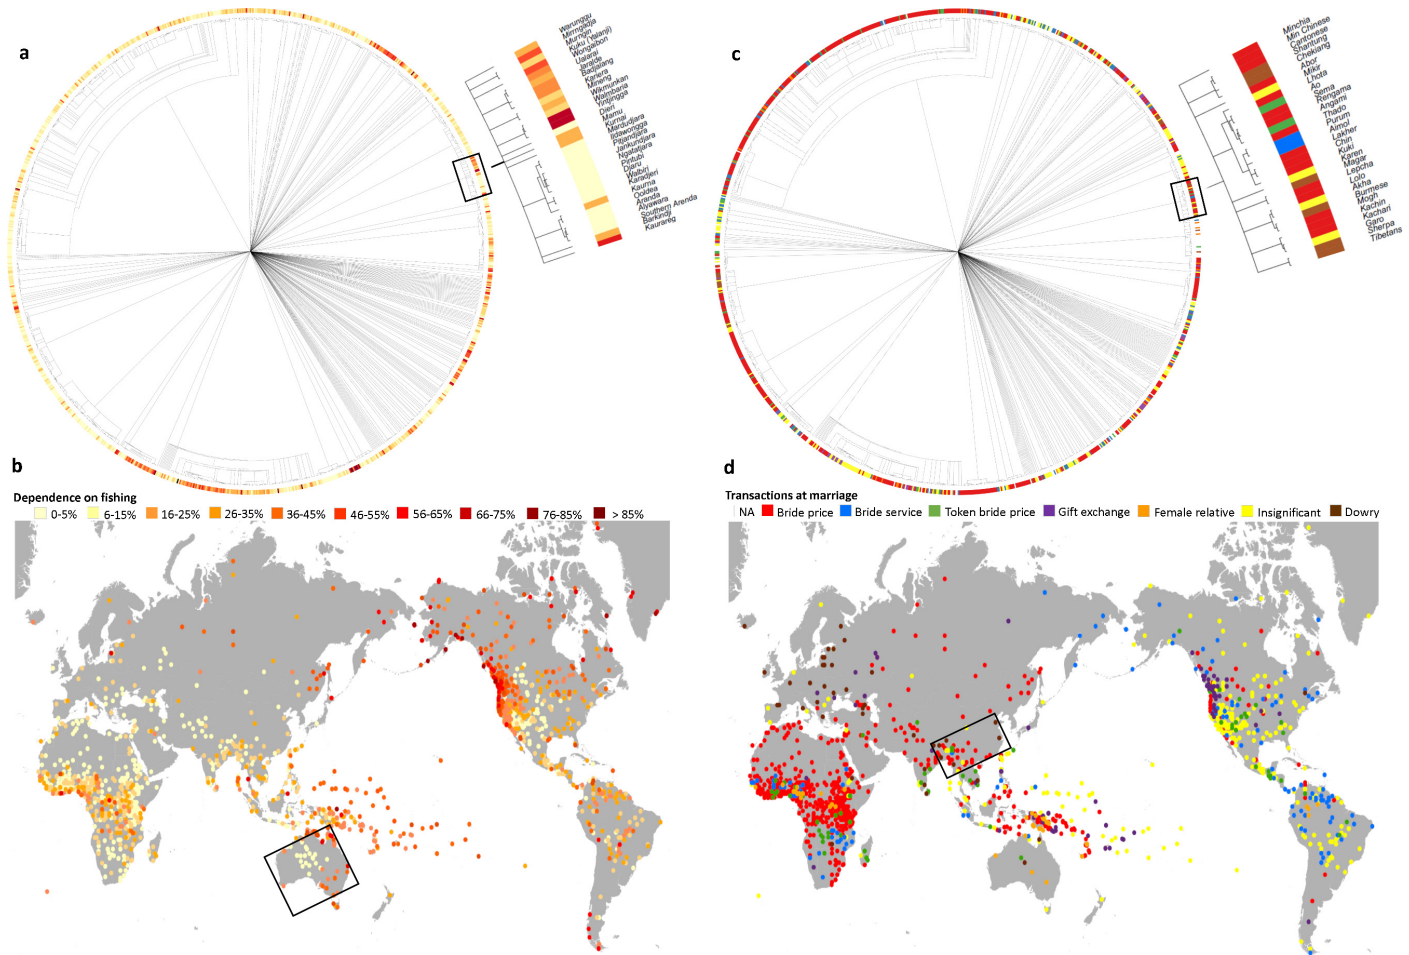 a
Warunggu
Mirrngadja
Murngin
Kuku (Yalanji)
Wongaibon
Ualarai
Jaralde
Badjalang
Kariera
Mineng
Wikmunkan
Walmbaria
Yintjingga
Dieri
Mamu
Kurnai
Mardudjara
Ildawongga
Pitjandjara
Jankundjara
Ngatatjara
Pintubi
Djaru
Walbiri
Karadjeri
Kaurna
Ooldea
Aranda
Alyawara
Southern Arenda
Barkindji
Kaurareg
c
Minchia
Min Chinese
Cantonese
Shantung
Chekiang
Abor
Mikir
Lhota
Ao
Sema
Rengama
Angami
Thado
Purum
Aimol
Lakher
Chin
Kuki
Karen
Magar
Lepcha
Lolo
Akha
Burmese
Mogh
Kachin
Kachari
Garo
Sherpa
Tibetans
b
Dependence on fishing
0-5% 6-15% 16-25% 26-35% 36-45% 46-55% 56-65% 66-75% 76-85% > 85%
d
Transactions at marriage
NA Bride price Bride service Token bride price Gift exchange Female relative Insignificant Dowry